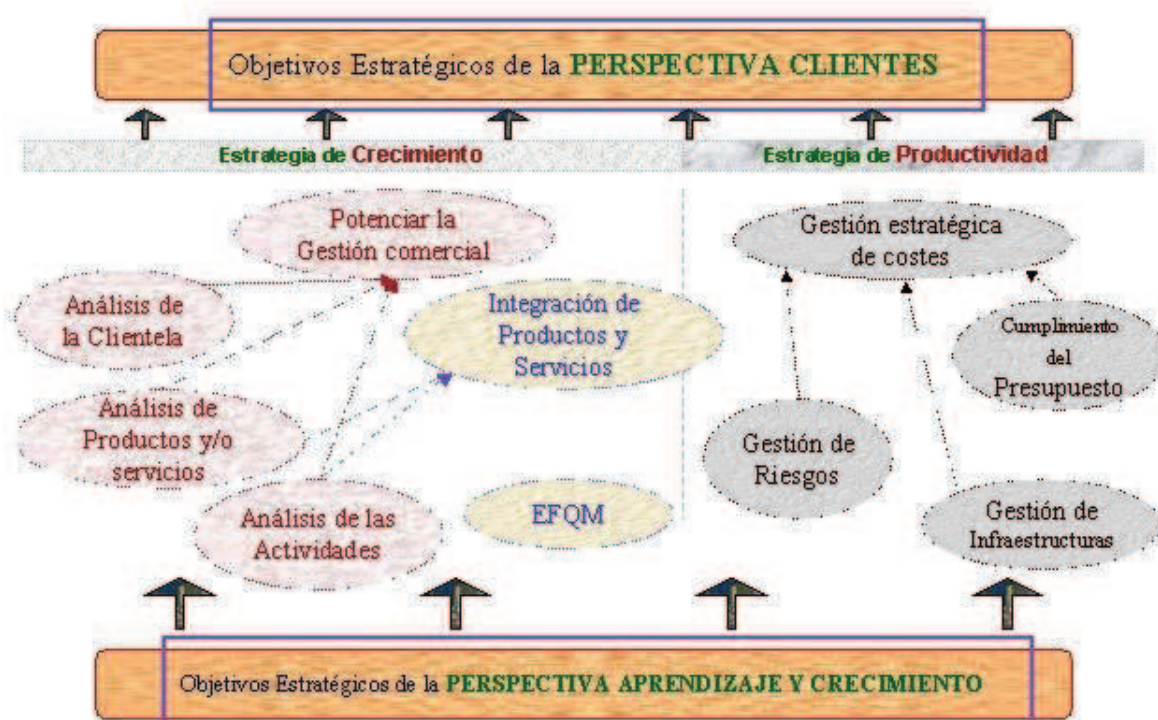 Objetivos Estratégicos de la PERSPECTIVA CLIENTES
Estrategia de Crecimiento
Estrategia de Productividad
Potenciar la
Gestión comercial
Análisis de
la Clientela
Integración de
Productos y
Servicios
Análisis de
Productos y/o
servicios
Análisis de las
Actividades
EFQM
Gestión estratégica
de costes
Cumplimiento
del
Presupuesto
Gestión de
Riesgos
Gestión de
Infraestructuras
Objetivos Estratégicos de la PERSPECTIVA APRENDIZAJE Y CRECIMIENTO